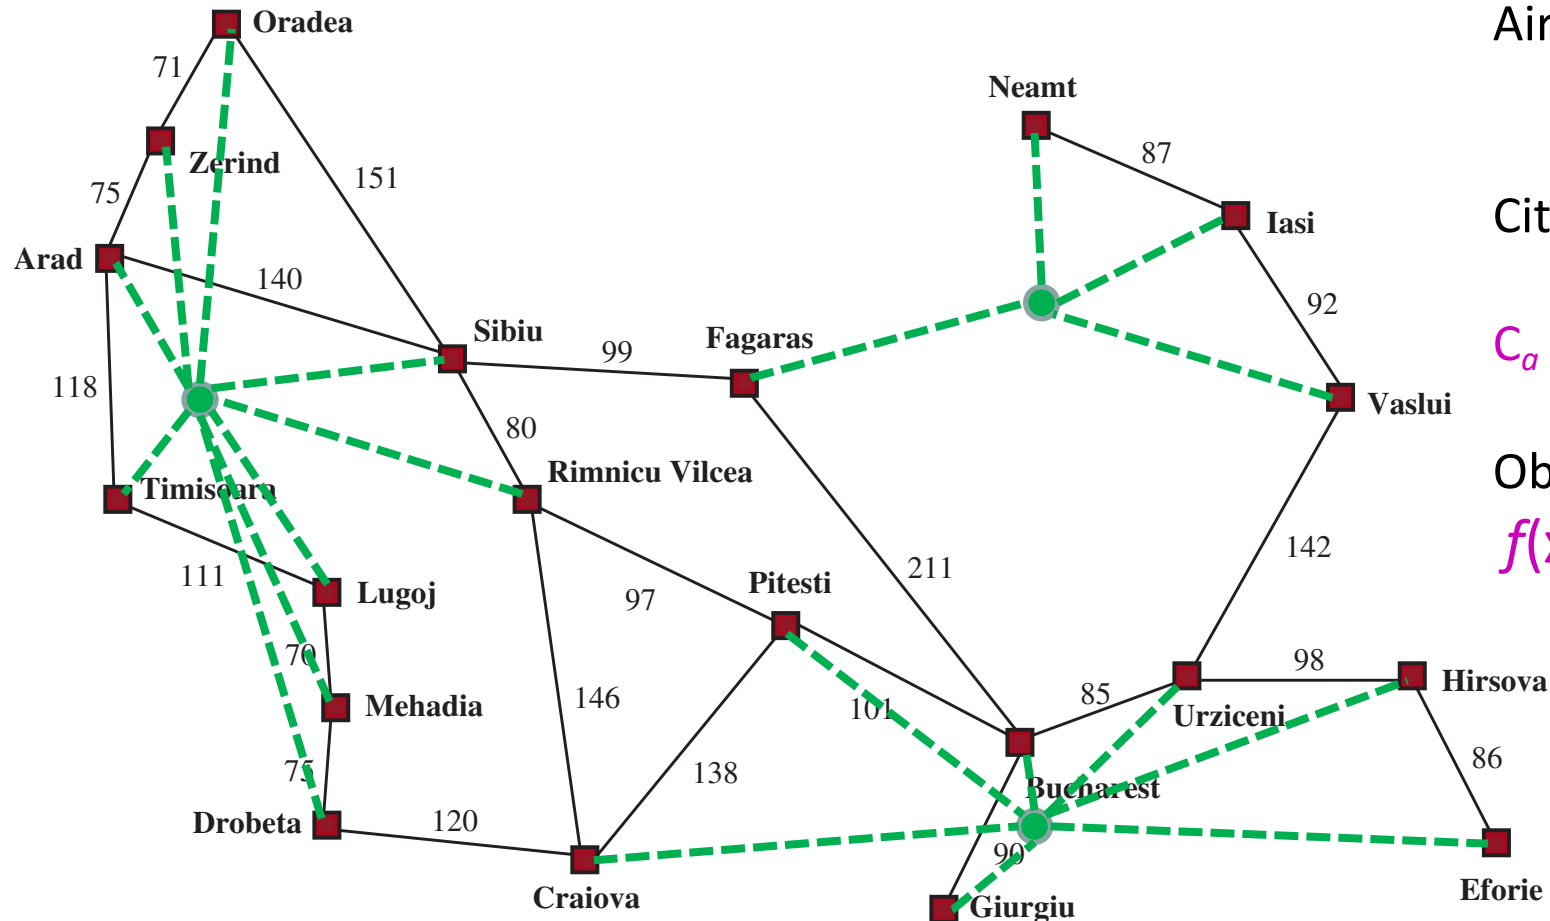 Oradea
Air
71
Neamt
Zerind
87
151
75
Iasi
Cit
Arad
140
92
Sibiu
Fagaras
99
C_a
118
Vaslui
80
Rimnicu Vilcea
Timisoara
Ob
f(x
142
211
111
Pitesti
Lugoj
97
70
98
Hirsova
85
146
Mehadia
101
Urziceni
86
75
138
Bucharest
Drobeta
120
90
Eforie
Craiova
Giurgiu